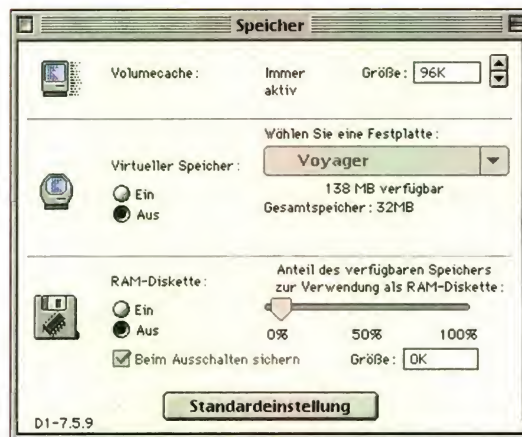 Speicher
Volumecache:
Immer
aktiv
Größe: 96K
Wählen Sie eine Festplatte:
Voyager
Virtueller Speicher:
Ein
Aus
138 MB verfügbar
Gesamtspeicher: 32MB
RAM-Diskette:
Ein
Aus
Beim Ausschalten sichern
Anteil des verfügbaren Speichers
zur Verwendung als RAM-Diskette:
0% 50% 100%
Größe: 0K
Standardeinstellung
D1-7.5.9